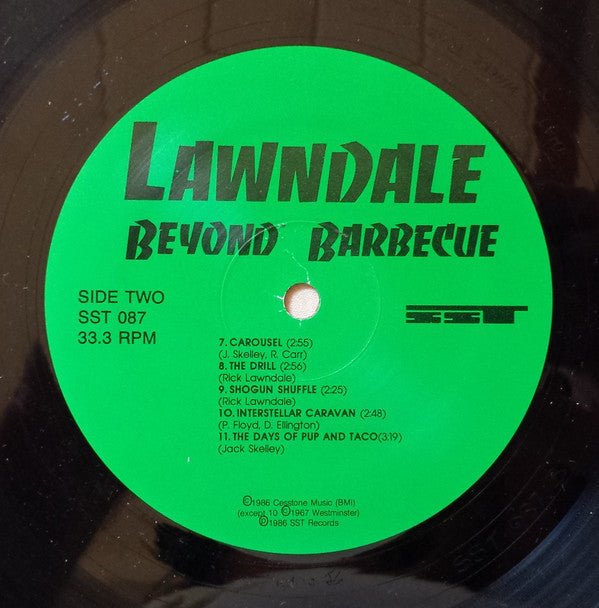 LAWNDALE
BEYOND BARBECUE
SIDE TWO
SST 087
33.3 RPM
SST
7. CAROUSEL (2:55)
(J. Skelley, R. Carr)
8. THE DRILL (2:56)
(Rick Lawndale)
9. SHOGUN SHUFFLE (2:25)
(Rick Lawndale)
10. INTERSTELLAR CARAVAN (2:48)
(P. Floyd, D. Ellington)
11. THE DAYS OF PUP AND TACO(3:19)
(Jack Skelley)
©1986 Cesstone Music (BMI)
(except 10 ©1967 Westminster)
℗1986 SST Records